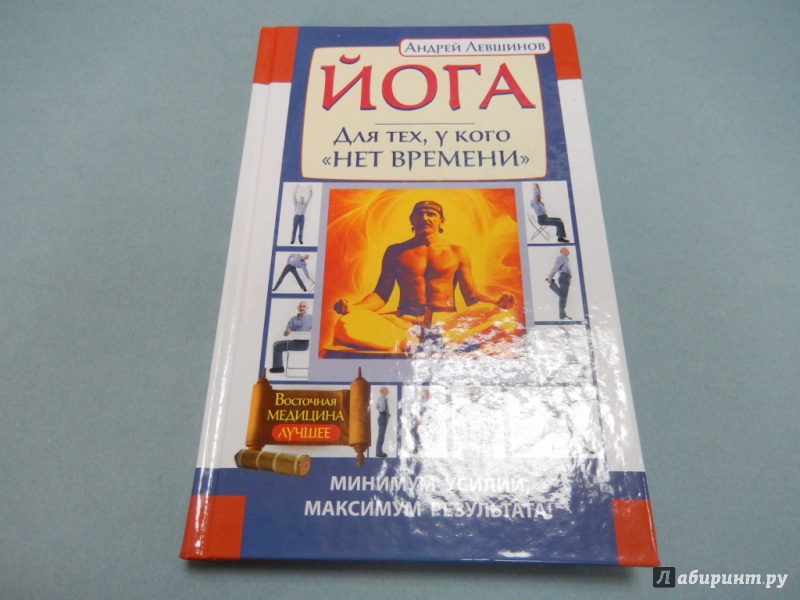 Андрей Левшинов
ЙОГА
Для тех, у кого
«НЕТ ВРЕМЕНИ»
Восточная
МЕДИЦИНА
ЛУЧШЕЕ
МИНИМУМ УСИЛИЙ,
МАКСИМУМ РЕЗУЛЬТАТА!
Лабиринт.ру